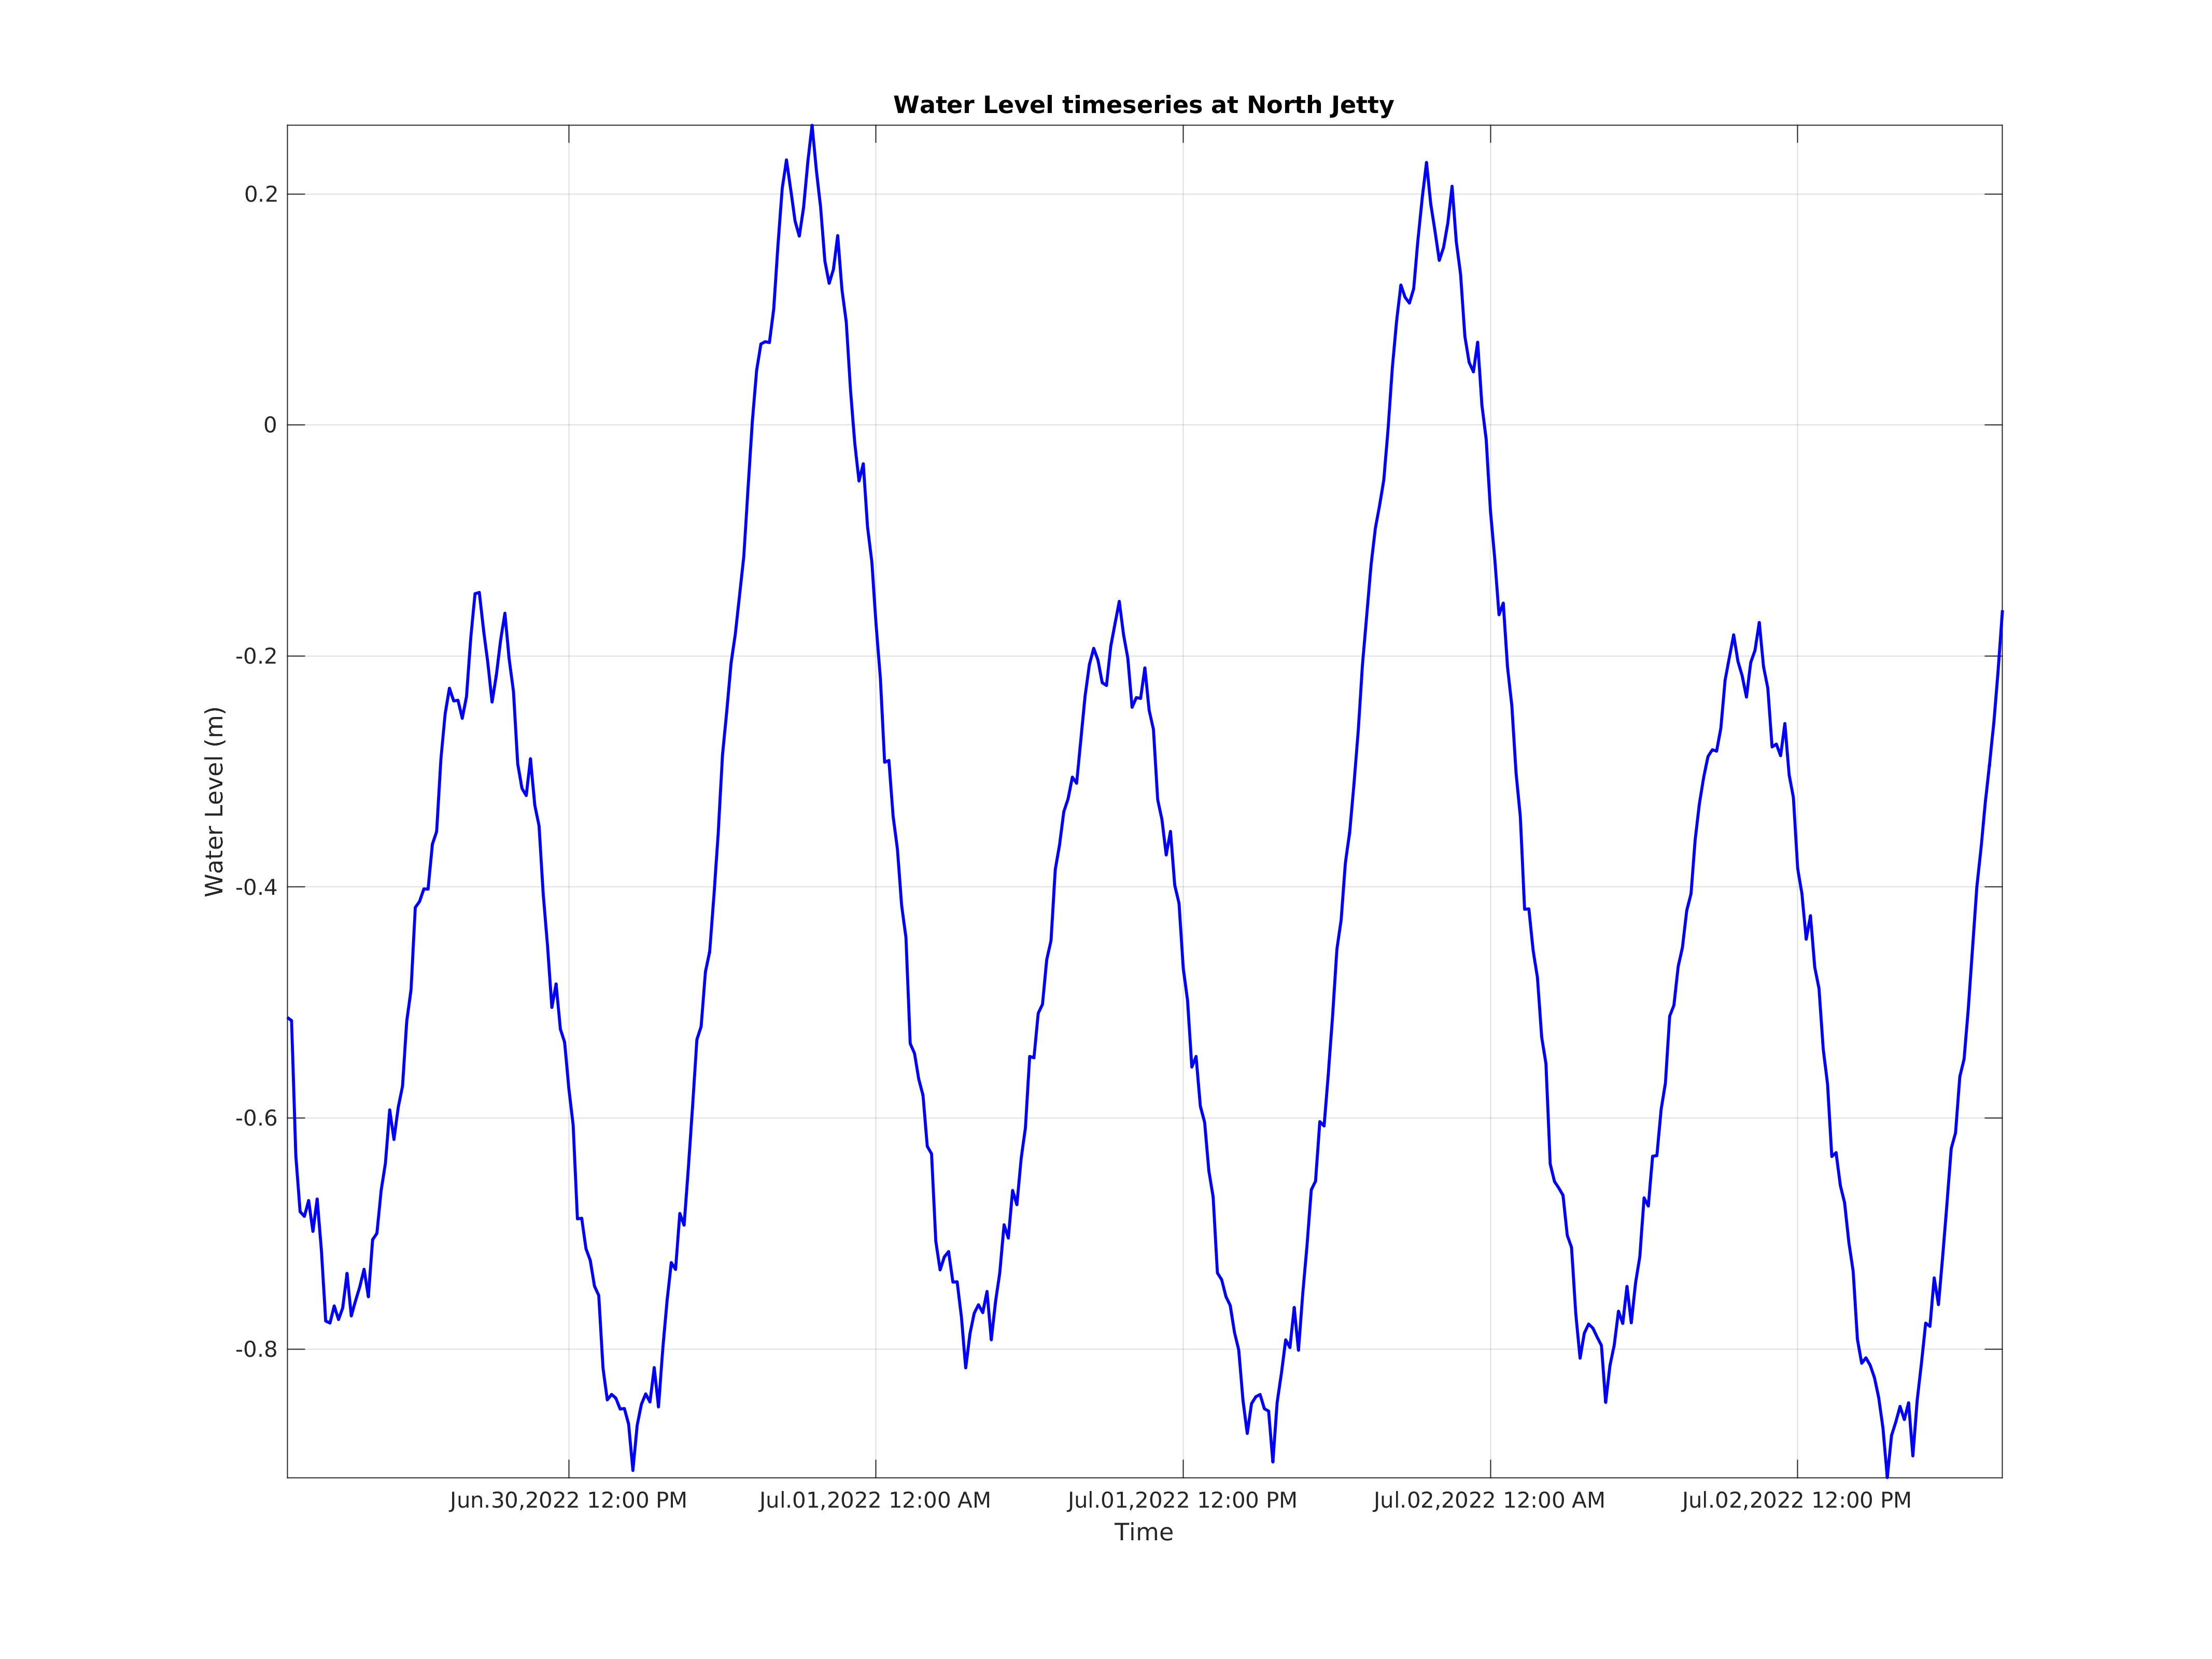 Water Level timeseries at North Jetty
0.2
0
-0.2
-0.4
-0.6
-0.8
Water Level (m)
Jun.30,2022 12:00 PM
Jul.01,2022 12:00 AM
Jul.01,2022 12:00 PM
Jul.02,2022 12:00 AM
Jul.02,2022 12:00 PM
Time